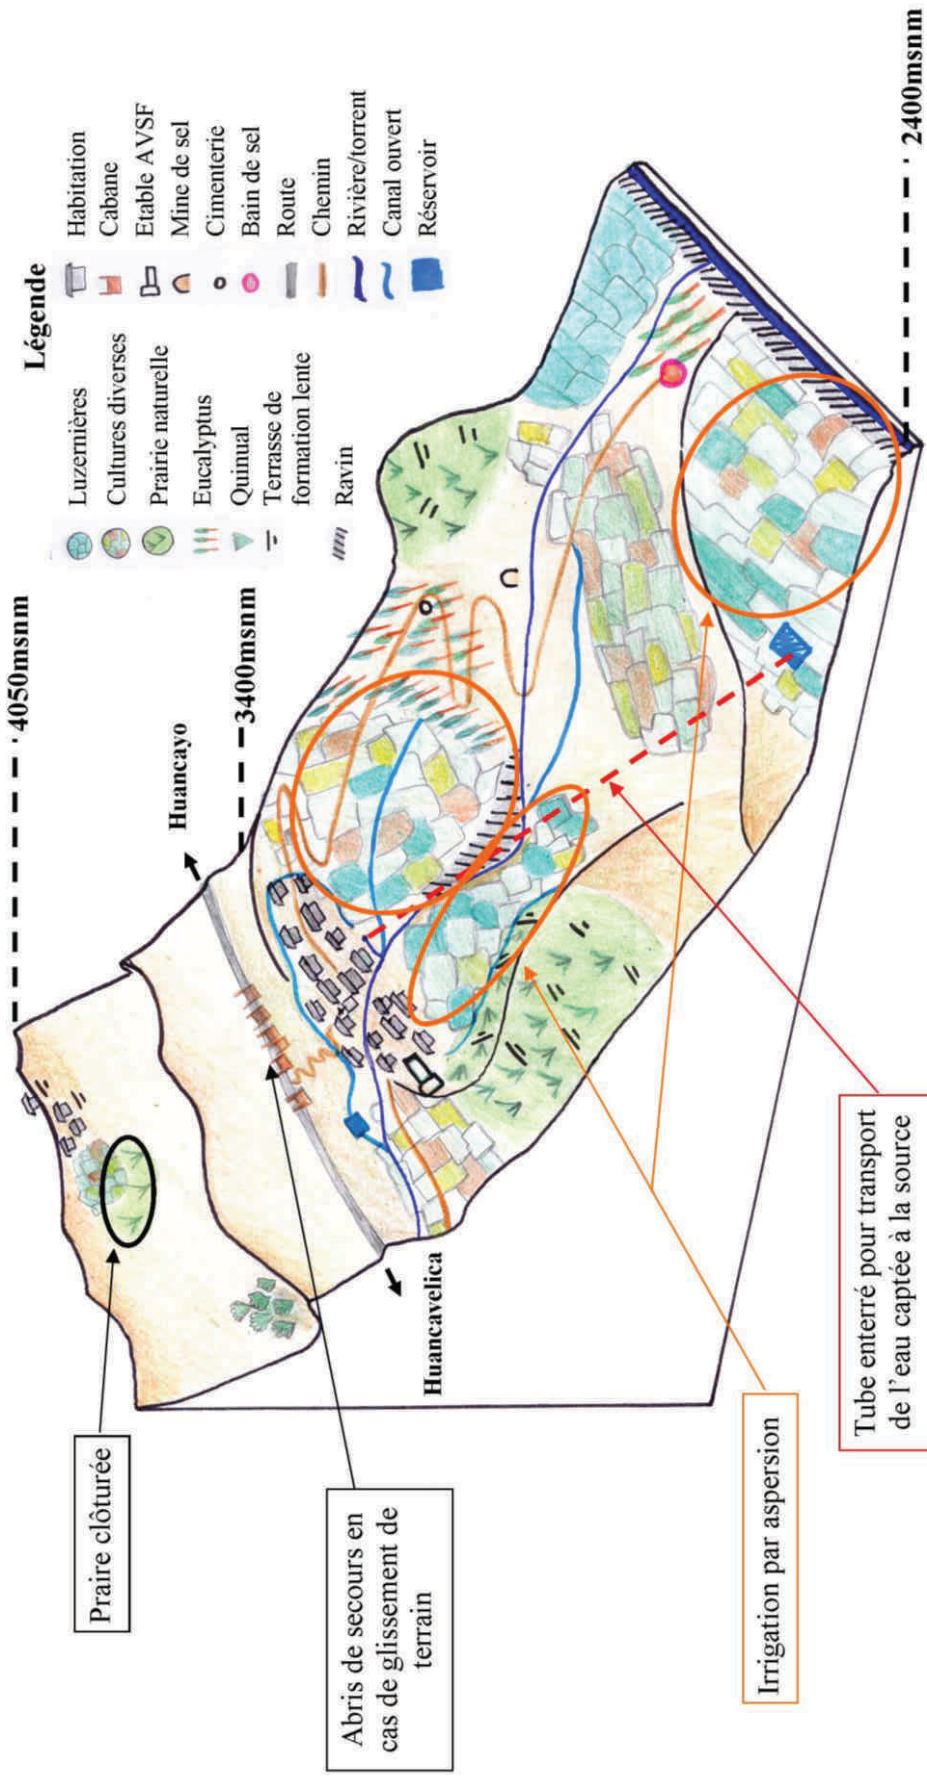 Légende
Luzernières
Cultures diverses
Prairie naturelle
Eucalyptus
Quinual
Terrasse de
formation lente
Ravin
Habitation
Cabane
Etable AVSF
Mine de sel
Cimenterie
Bain de sel
Route
Chemin
Rivière/torrent
Canal ouvert
Réservoir
4050msnm
3400msnm
2400msnm
Huancayo
Huancavelica
Praire clôturée
Abris de secours en
cas de glissement de
terrain
Irrigation par aspersion
Tube enterré pour transport
de l'eau captée à la source